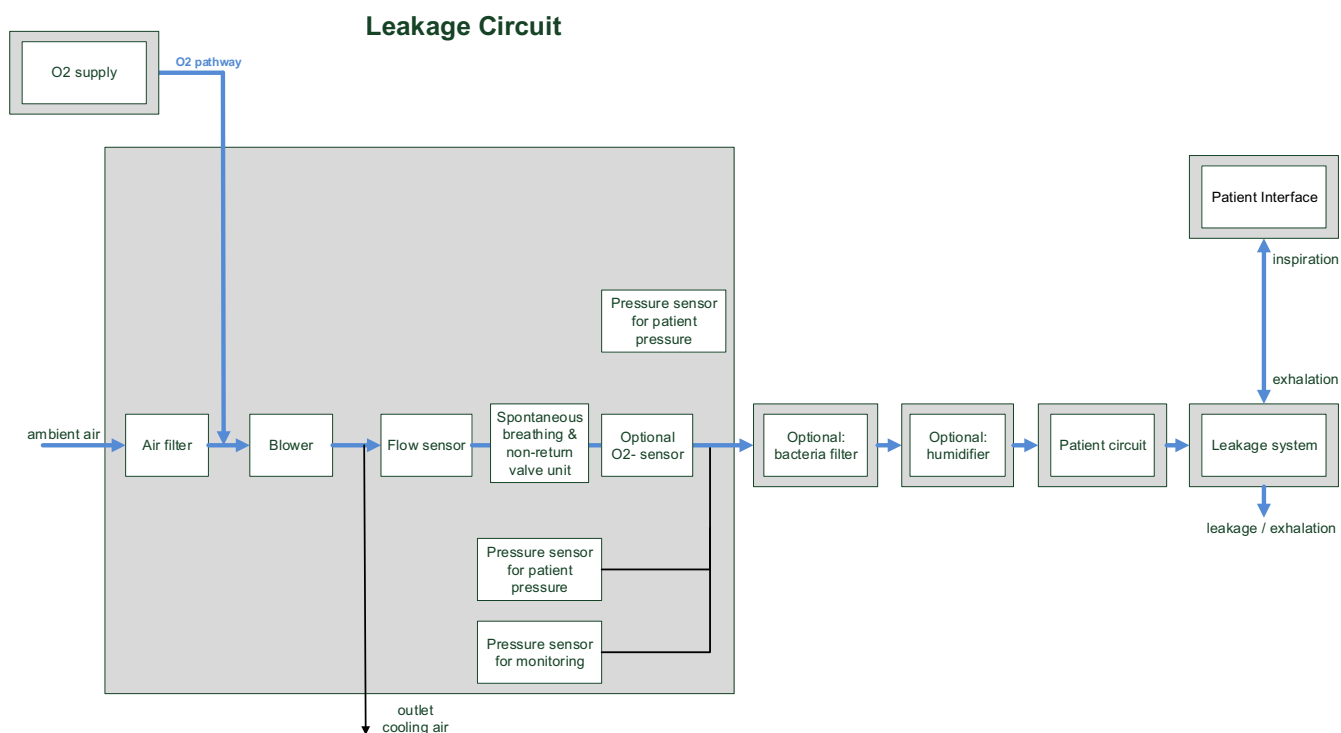 Leakage Circuit
O2 supply
O2 pathway
Patient Interface
inspiration
Pressure sensor
for patient
pressure
exhalation
ambient air
Air filter
Blower
Flow sensor
Spontaneous
breathing &
non-return
valve unit
Optional
O2- sensor
Optional:
bacteria filter
Optional:
humidifier
Patient circuit
Leakage system
leakage / exhalation
Pressure sensor
for patient
pressure
Pressure sensor
for monitoring
outlet
cooling air